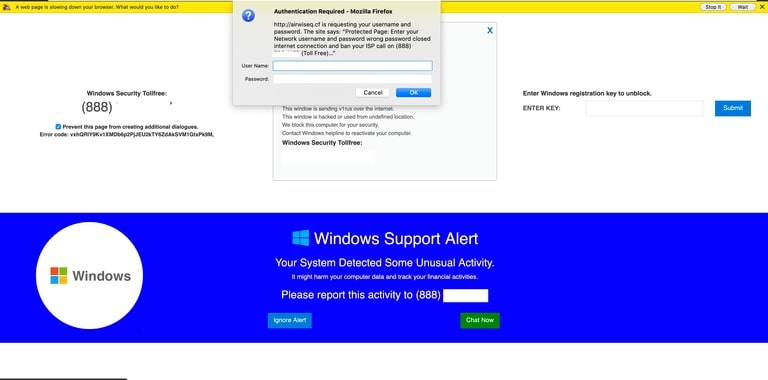 A web page is slowing down your browser. What would you like to do?
Stop It
Wait
Authentication Required - Mozilla Firefox
http://airwiseq.cf is requesting your username and
password. The site says: "Protected Page: Enter your
Network username and password wrong password closed
internet connection and ban your ISP call on (888)
(Toll Free)..."
User Name:
Password:
Cancel
OK
X
Windows Security Tollfree:
(888)
Prevent this page from creating additional dialogues.
Error code:
This window is sending v1rus over the internet.
This window is hacked or used from undefined location.
We block this computer for your security.
Contact Windows helpline to reactivate your computer.
Windows Security Tollfree:
Enter Windows registration key to unblock.
ENTER KEY:
Submit
Windows
Windows Support Alert
Your System Detected Some Unusual Activity.
It might harm your computer data and track your financial activities.
Please report this activity to (888)
Ignore Alert
Chat Now